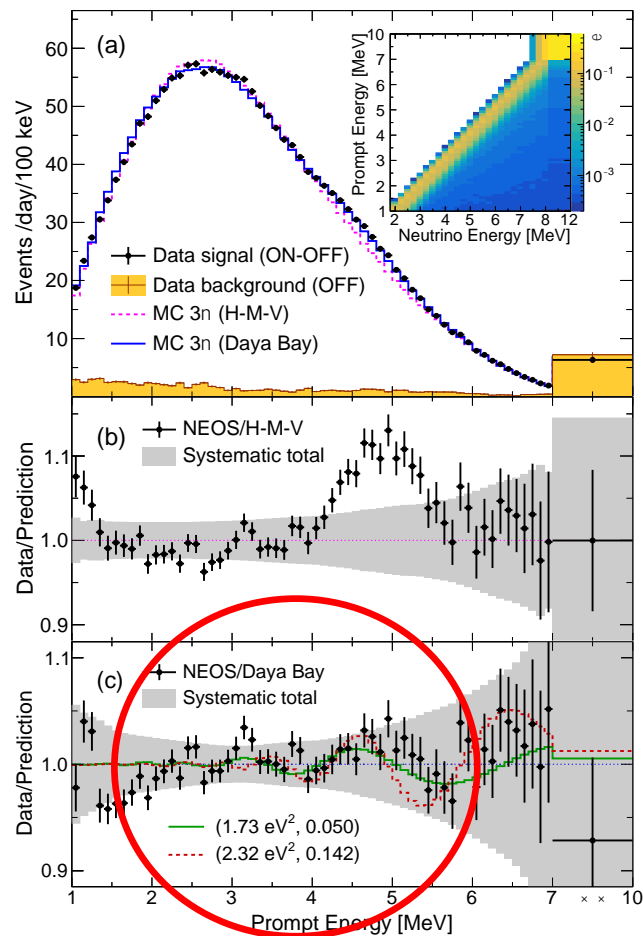 (a)
Events /day/100 keV
60
50
40
30
20
10
Data signal (ON-OFF)
Data background (OFF)
MC 3n (H-M-V)
MC 3n (Daya Bay)
Prompt Energy [MeV]
10
9
8
7
6
5
4
3
2
1
2 3 4 5 6 7 8 12
Neutrino Energy [MeV]
e
10⁻¹
10⁻²
10⁻³
(b)
Data/Prediction
1.1
1.0
0.9
NEOS/H-M-V
Systematic total
(c)
Data/Prediction
1.1
1.0
0.9
NEOS/Daya Bay
Systematic total
(1.73 eV², 0.050)
(2.32 eV², 0.142)
1 2 3 4 5 6 7 10
Prompt Energy [MeV]